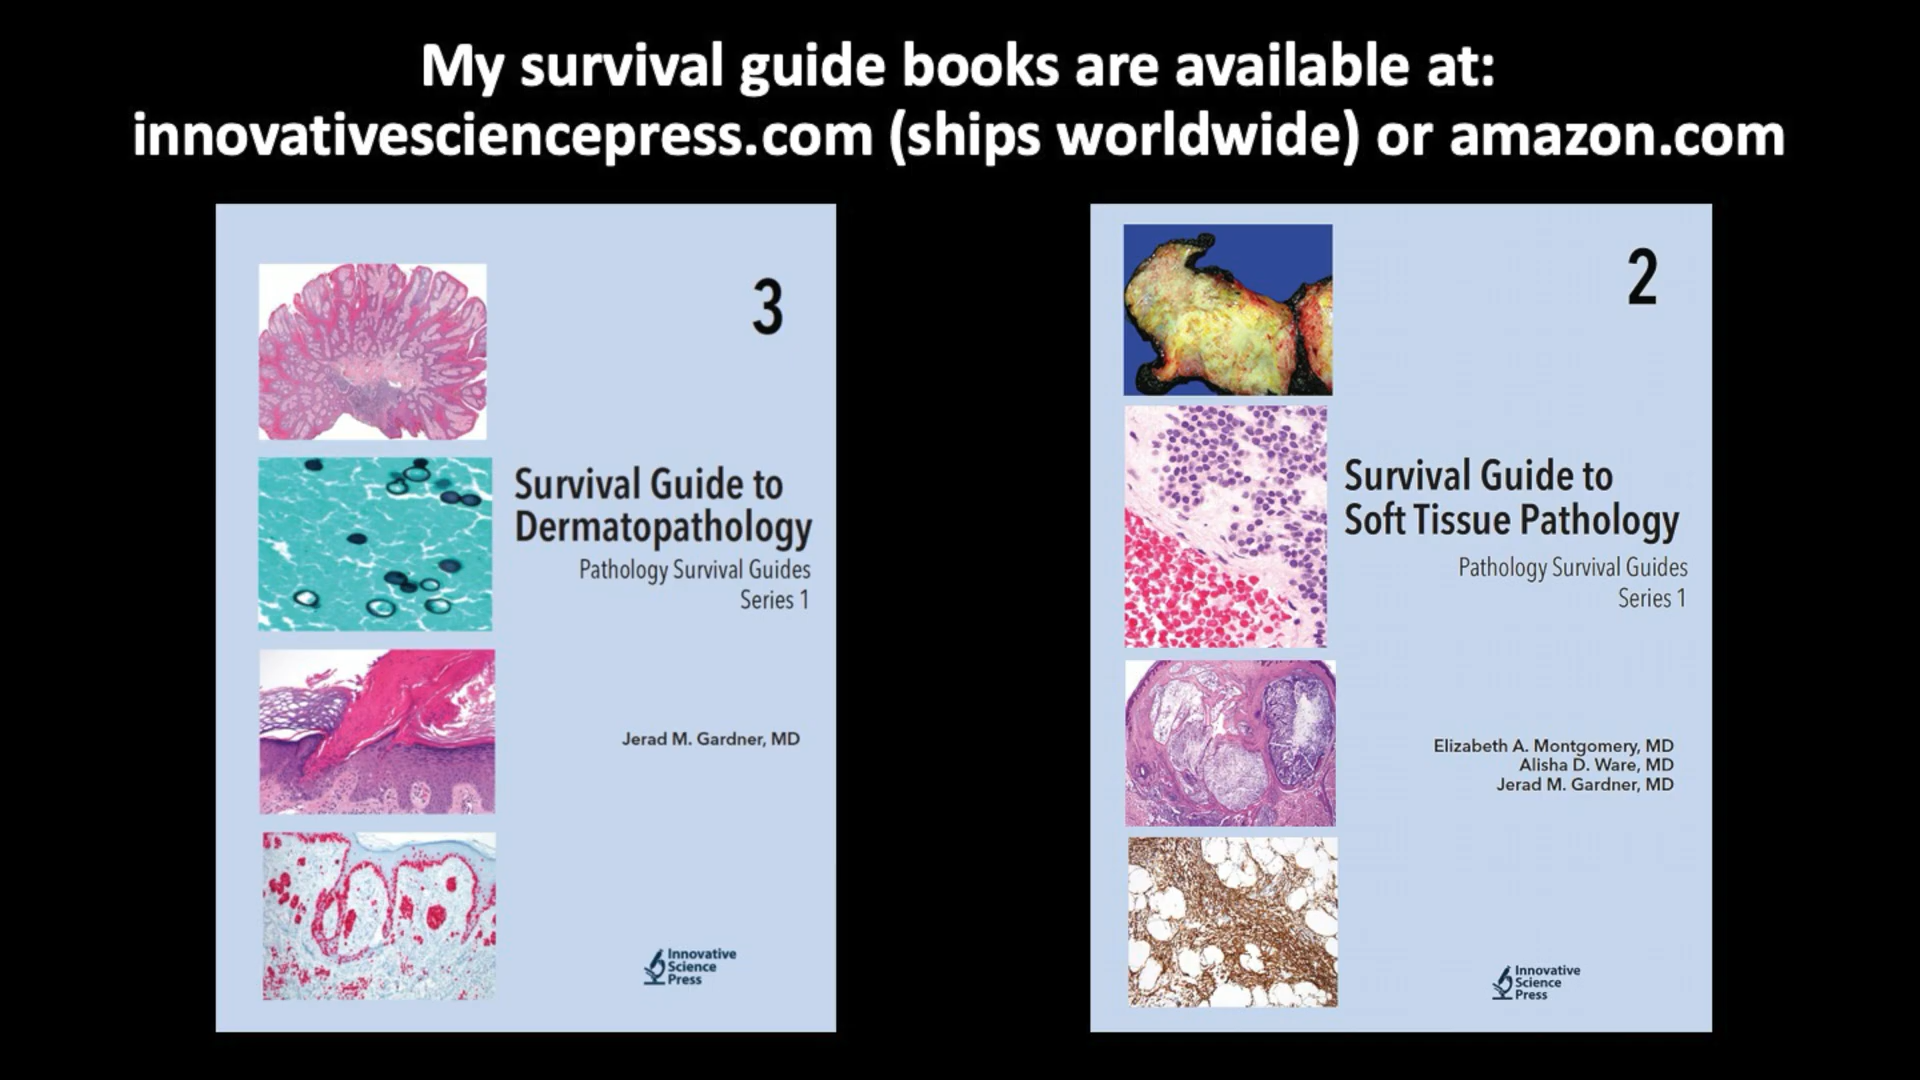 My survival guide books are available at:
innovativesciencepress.com (ships worldwide) or amazon.com
3
Survival Guide to
Dermatopathology
Pathology Survival Guides
Series 1
Jerad M. Gardner, MD
Innovative
Science
Press
2
Survival Guide to
Soft Tissue Pathology
Pathology Survival Guides
Series 1
Elizabeth A. Montgomery, MD
Alisha D. Ware, MD
Jerad M. Gardner, MD
Innovative
Science
Press